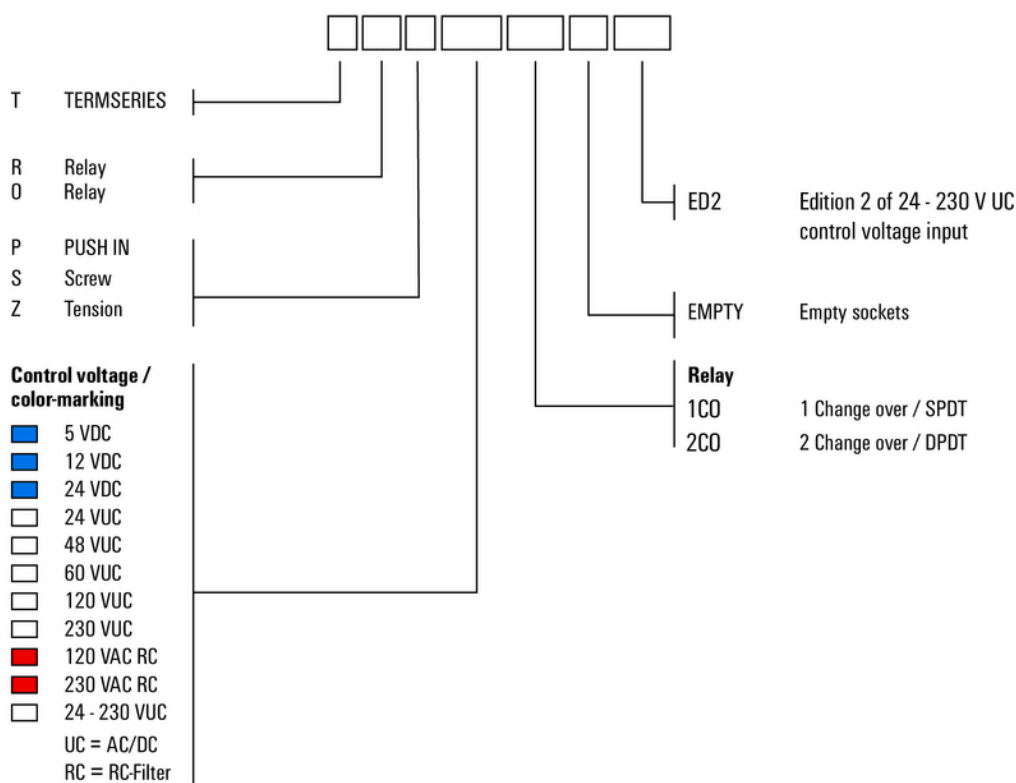 T TERMSERIES
R Relay
O Relay
P PUSH IN
S Screw
Z Tension
Control voltage /
color-marking
5 VDC
12 VDC
24 VDC
24 VUC
48 VUC
60 VUC
120 VUC
230 VUC
120 VAC RC
230 VAC RC
24 - 230 VUC
UC = AC/DC
RC = RC-Filter
ED2 Edition 2 of 24 - 230 V UC
control voltage input
EMPTY Empty sockets
Relay
1CO 1 Change over / SPDT
2CO 2 Change over / DPDT